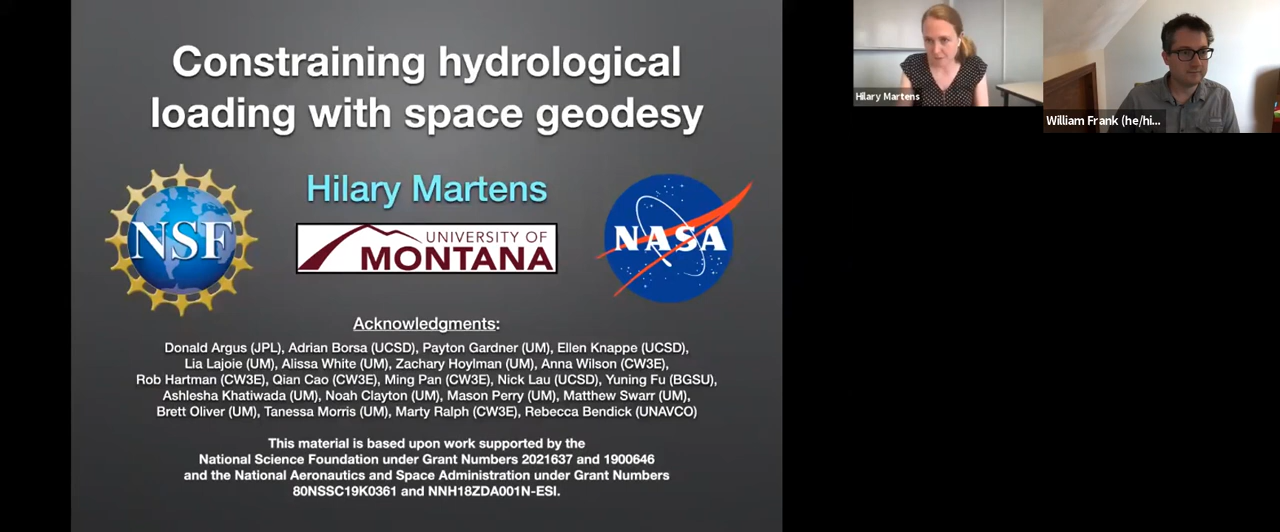 Constraining hydrological
loading with space geodesy
Hilary Martens
NSF
UNIVERSITY OF
MONTANA
NASA
Acknowledgments:
Donald Argus (JPL), Adrian Borsa (UCSD), Payton Gardner (UM), Ellen Knappe (UCSD),
Lia Lajoie (UM), Alissa White (UM), Zachary Hoylman (UM), Anna Wilson (CW3E),
Rob Hartman (CW3E), Qian Cao (CW3E), Ming Pan (CW3E), Nick Lau (UCSD), Yuning Fu (BGSU),
Ashlesha Khatiwada (UM), Noah Clayton (UM), Mason Perry (UM), Matthew Swarr (UM),
Brett Oliver (UM), Tanessa Morris (UM), Marty Ralph (CW3E), Rebecca Bendick (UNAVCO)
This material is based upon work supported by the
National Science Foundation under Grant Numbers 2021637 and 1900646
and the National Aeronautics and Space Administration under Grant Numbers
80NSSC19K0361 and NNH18ZDA001N-ESI.
Hilary Martens
William Frank (he/hi...